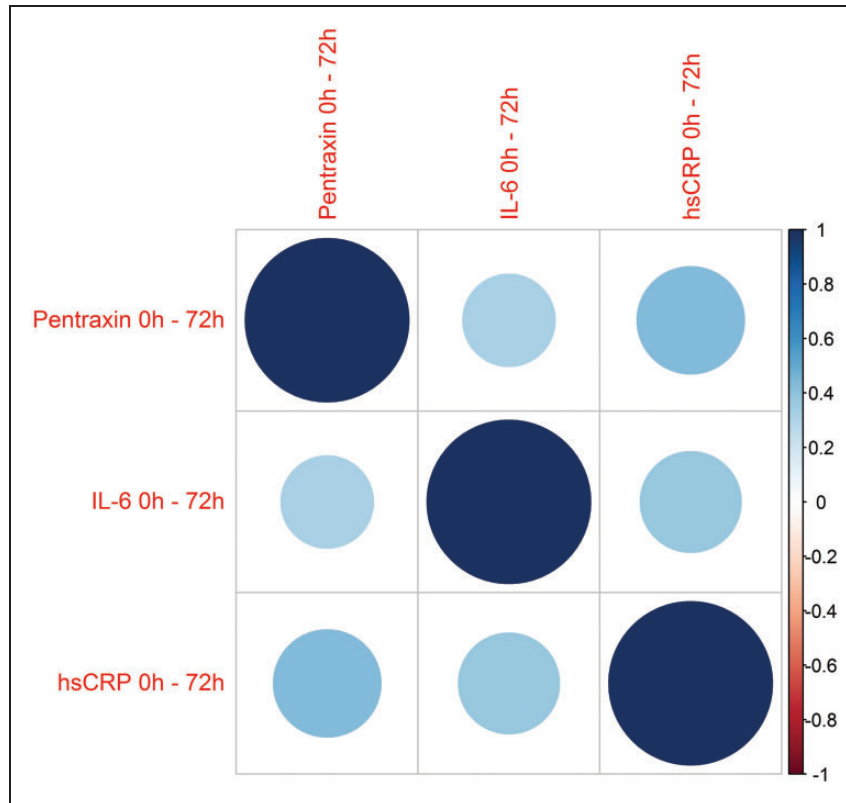 Pentraxin 0h - 72h
IL-6 0h - 72h
hsCRP 0h - 72h
Pentraxin 0h - 72h
IL-6 0h - 72h
hsCRP 0h - 72h
1
0.8
0.6
0.4
0.2
0
-0.2
-0.4
-0.6
-0.8
-1